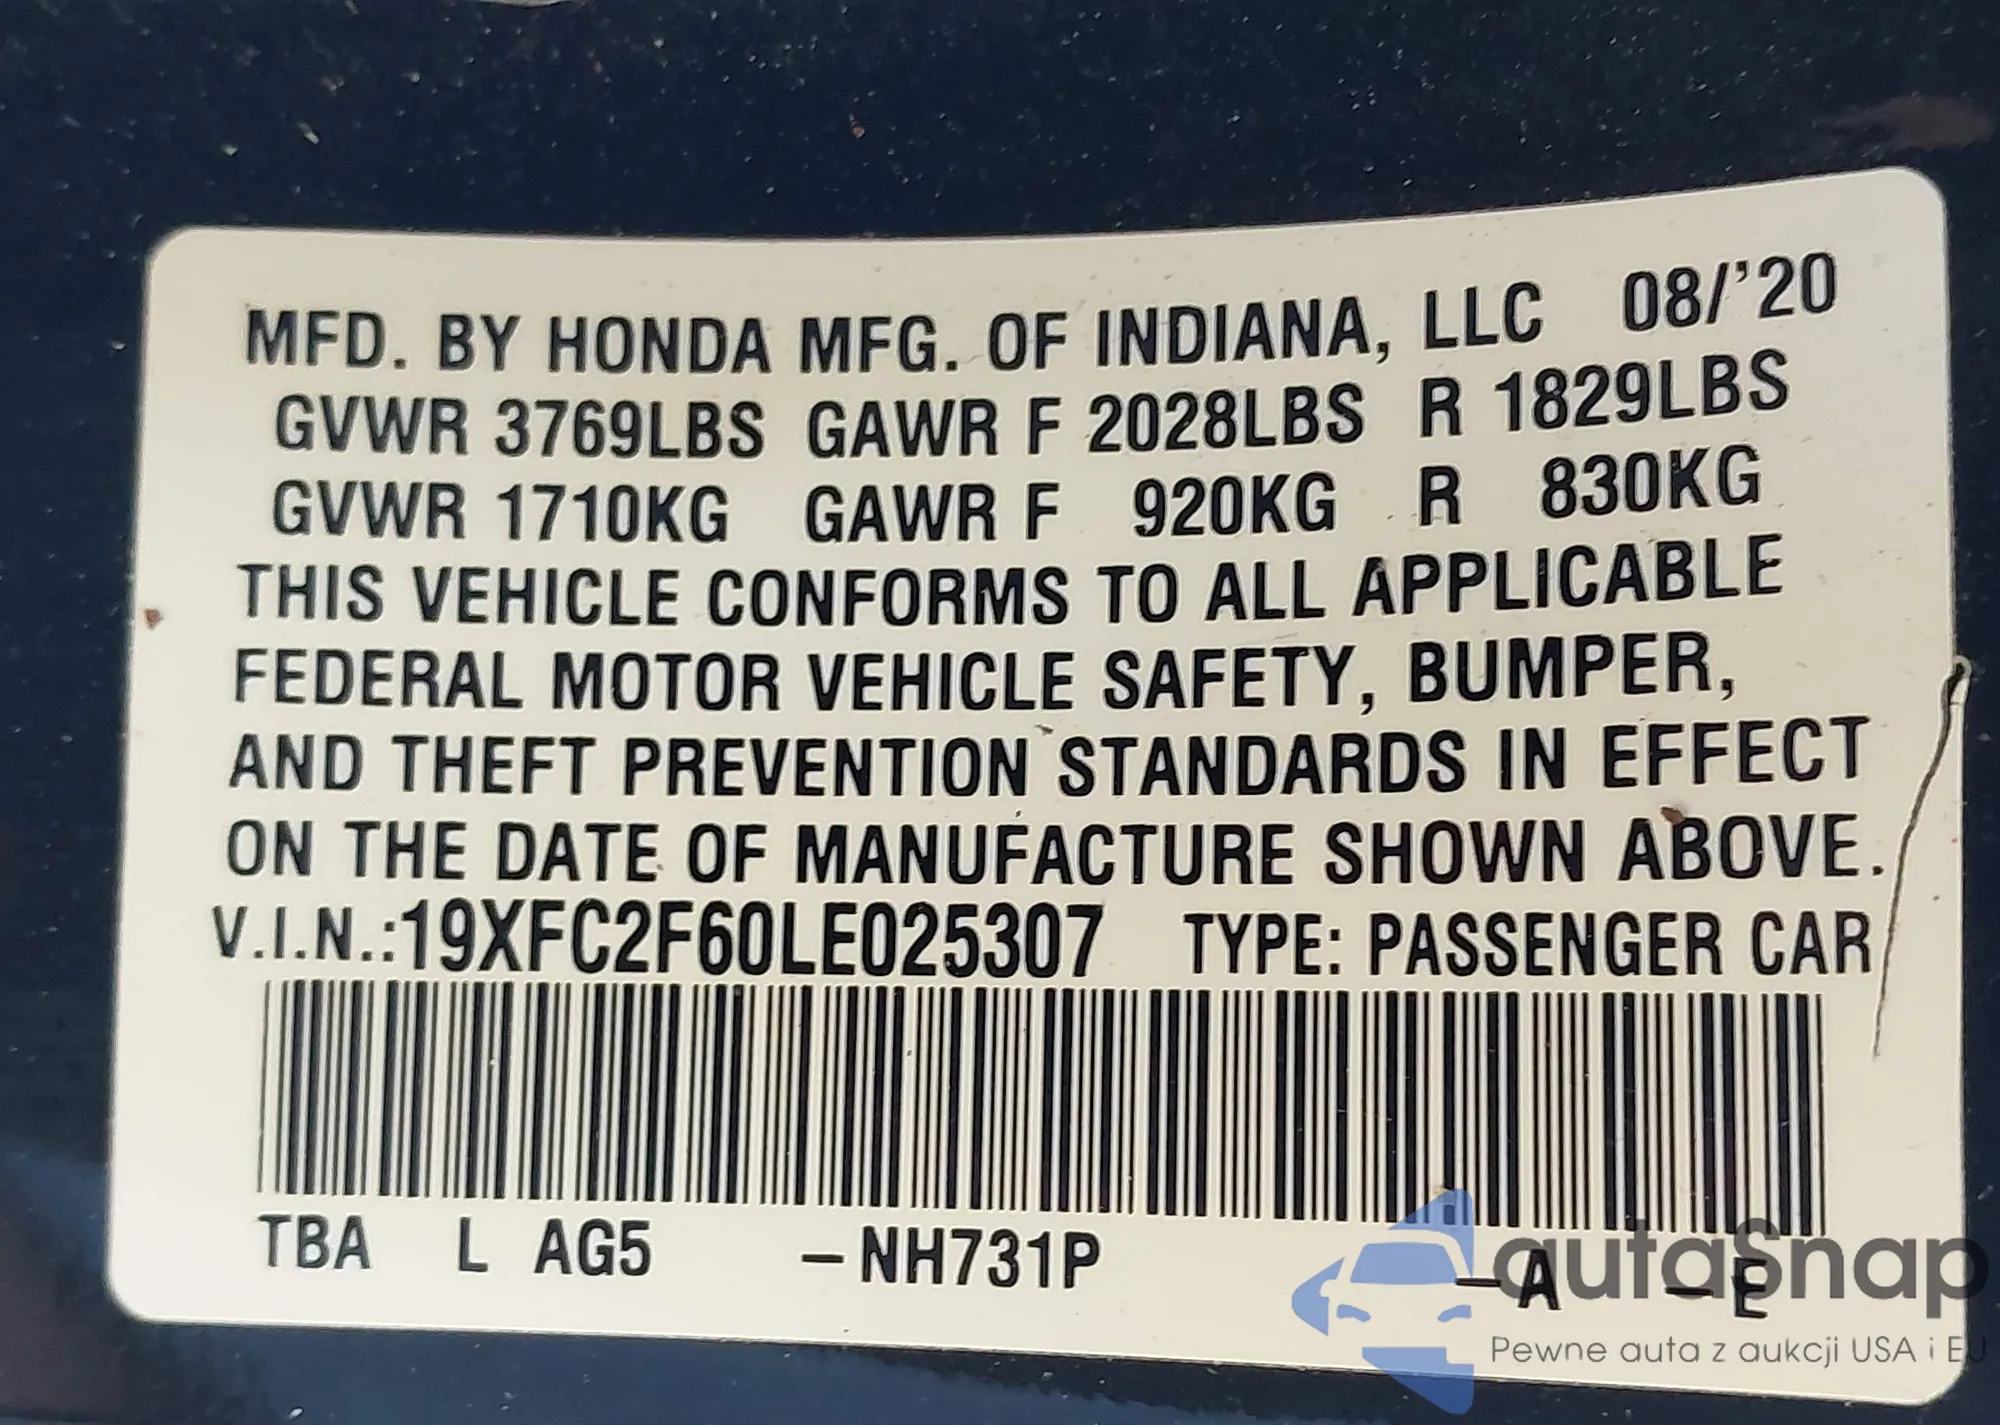 MFD. BY HONDA MFG. OF INDIANA, LLC 08/'20
GVWR 3769LBS GAWR F 2028LBS R 1829LBS
GVWR 1710KG GAWR F 920KG R 830KG
THIS VEHICLE CONFORMS TO ALL APPLICABLE
FEDERAL MOTOR VEHICLE SAFETY, BUMPER,
AND THEFT PREVENTION STANDARDS IN EFFECT
ON THE DATE OF MANUFACTURE SHOWN ABOVE.
V.I.N.:19XFC2F60LE025307 TYPE: PASSENGER CAR
TBA L AG5 –NH731P –A –E
autaSnap
Pewne auta z aukcji USA i EU